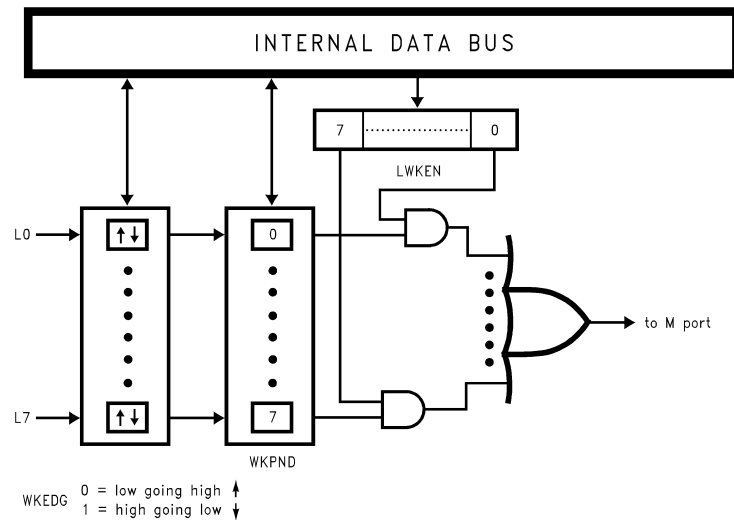 INTERNAL DATA BUS
7 0
LWKEN
L0
0
to M port
L7
7
WKPND
WKEDG
0 = low going high
1 = high going low